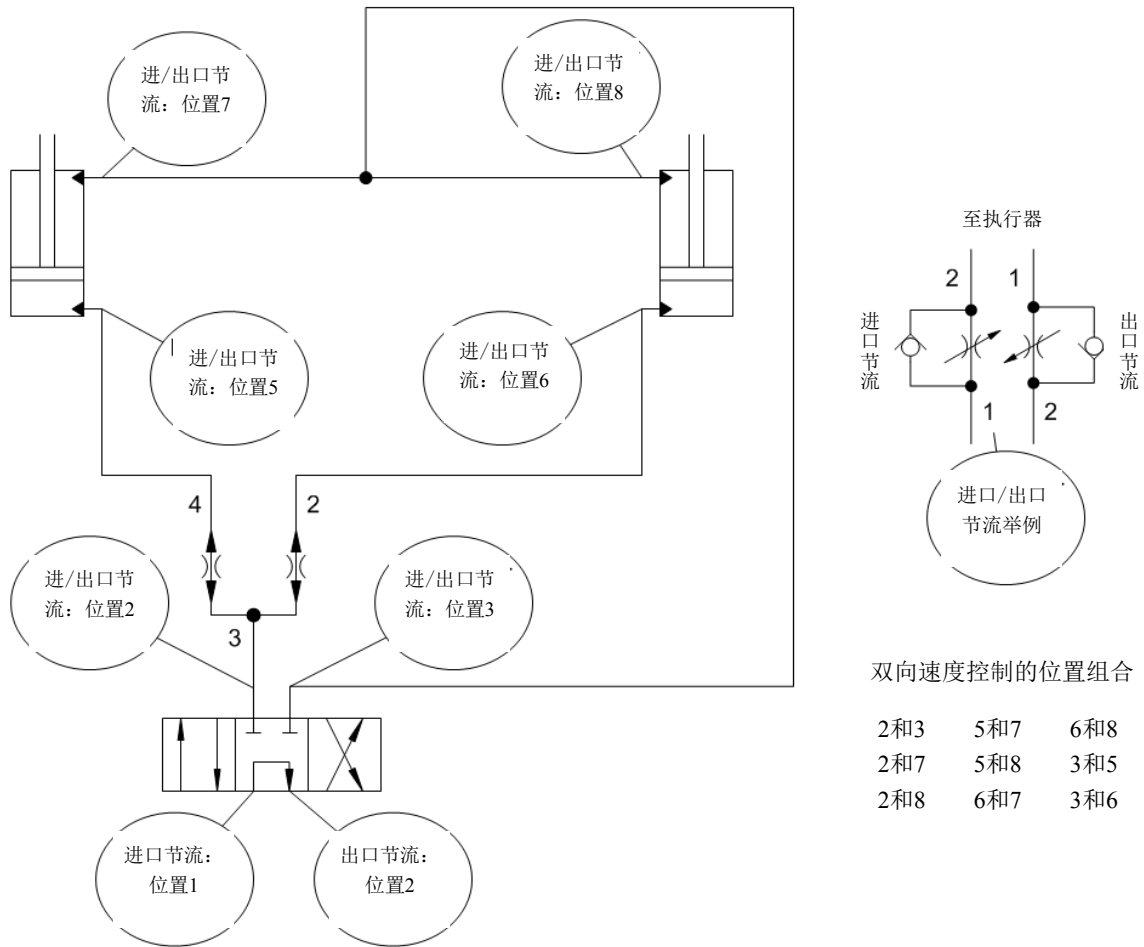 进/出口节
流：位置7
进/出口节
流：位置8
至执行器
2 1
进口节流
出口节流
1 2
进/出口节
流：位置5
进/出口节
流：位置6
进口/出口
节流举例
4 2
进/出口节
流：位置2
进/出口节
流：位置3
3
双向速度控制的位置组合
2和3 5和7 6和8
2和7 5和8 3和5
2和8 6和7 3和6
进口节流：
位置1
出口节流：
位置2